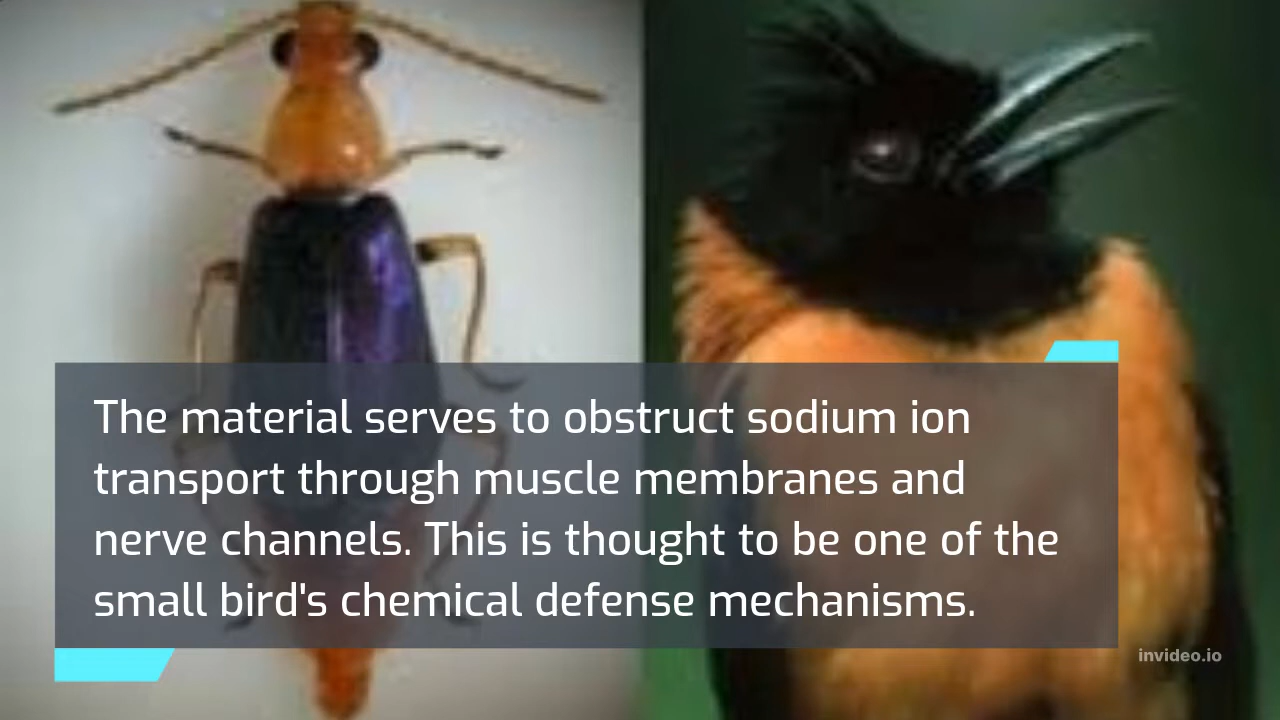 The material serves to obstruct sodium ion
transport through muscle membranes and
nerve channels. This is thought to be one of the
small bird's chemical defense mechanisms.
invideo.io